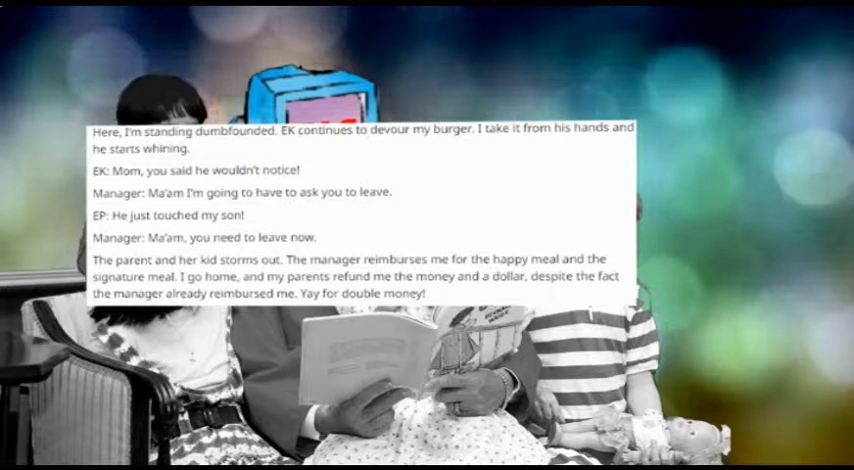 Here, I'm standing dumbfounded. EK continues to devour my burger. I take it from his hands and
he starts whining.
EK: Mom, you said he wouldn't notice!
Manager: Ma'am I'm going to have to ask you to leave.
EP: He just touched my son!
Manager: Ma'am, you need to leave now.
The parent and her kid storms out. The manager reimburses me for the happy meal and the
signature meal. I go home, and my parents refund me the money and a dollar, despite the fact
the manager already reimbursed me. Yay for double money!